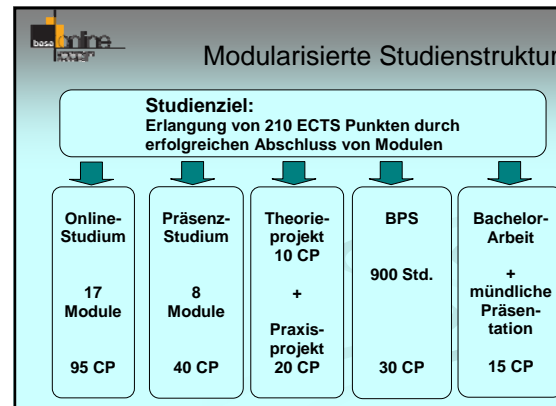 basa online
Modularisierte Studienstruktur
Studienziel:
Erlangung von 210 ECTS Punkten durch
erfolgreichen Abschluss von Modulen
Online-
Studium
17
Module
95 CP
Präsenz-
Studium
8
Module
40 CP
Theorie-
projekt
10 CP
+
Praxis-
projekt
20 CP
BPS
900 Std.
30 CP
Bachelor-
Arbeit
+
mündliche
Präsen-
tation
15 CP